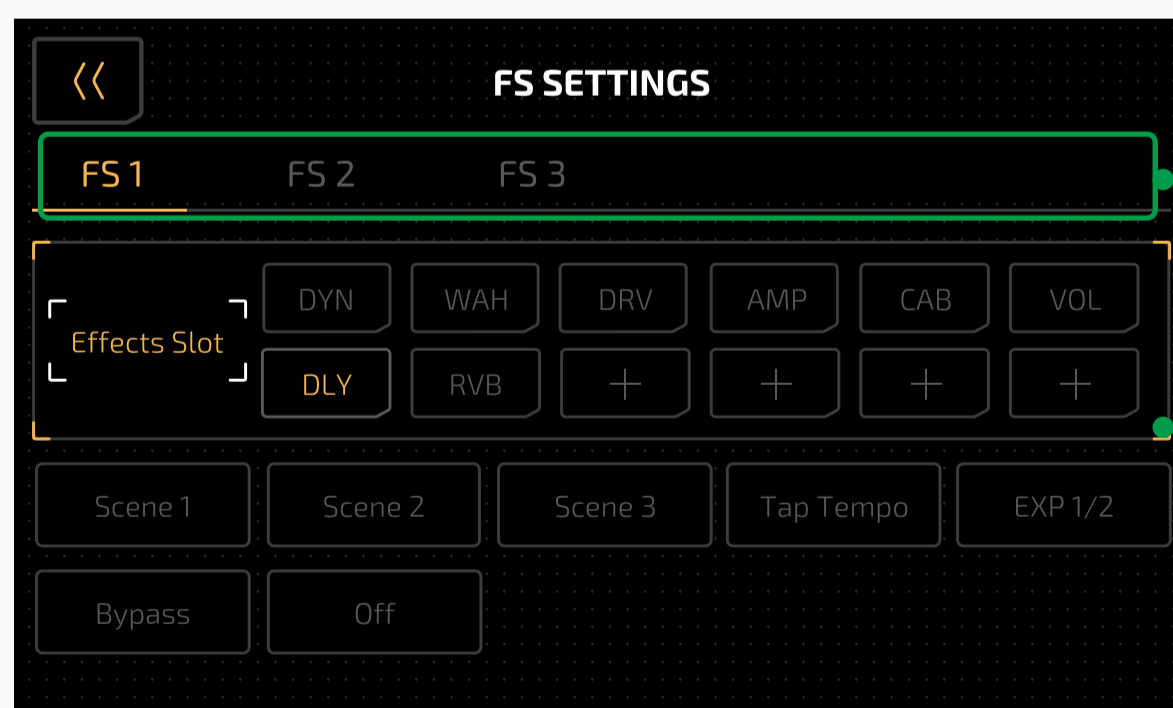 FS SETTINGS
FS 1 FS 2 FS 3
Effects Slot
DYN WAH DRV AMP CAB VOL
DLY RVB + + + +
Scene 1 Scene 2 Scene 3 Tap Tempo EXP 1/2
Bypass Off